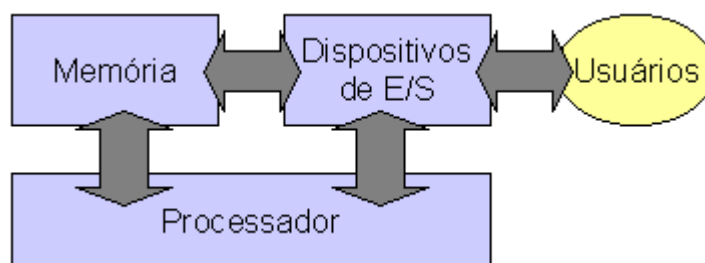 Memória
Dispositivos
de E/S
Usuários
Processador